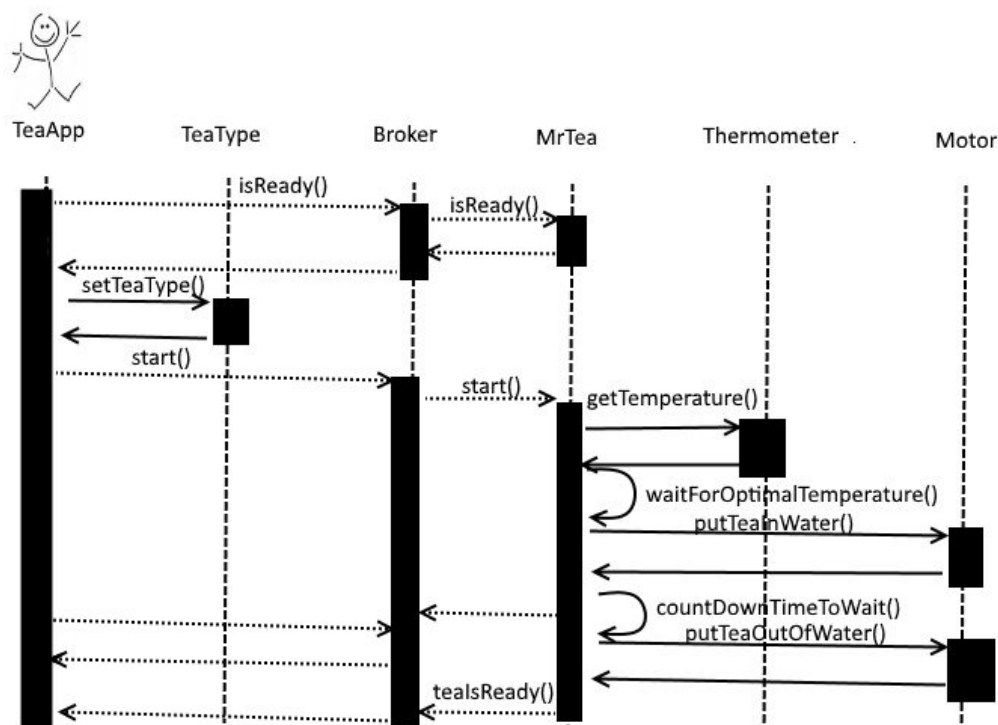 TeaApp
TeaType
Broker
MrTea
Thermometer
Motor
isReady()
isReady()
setTeaType()
start()
start()
getTemperature()
waitForOptimalTemperature()
putTeaInWater()
countDownTimeToWait()
putTeaOutOfWater()
teaIsReady()